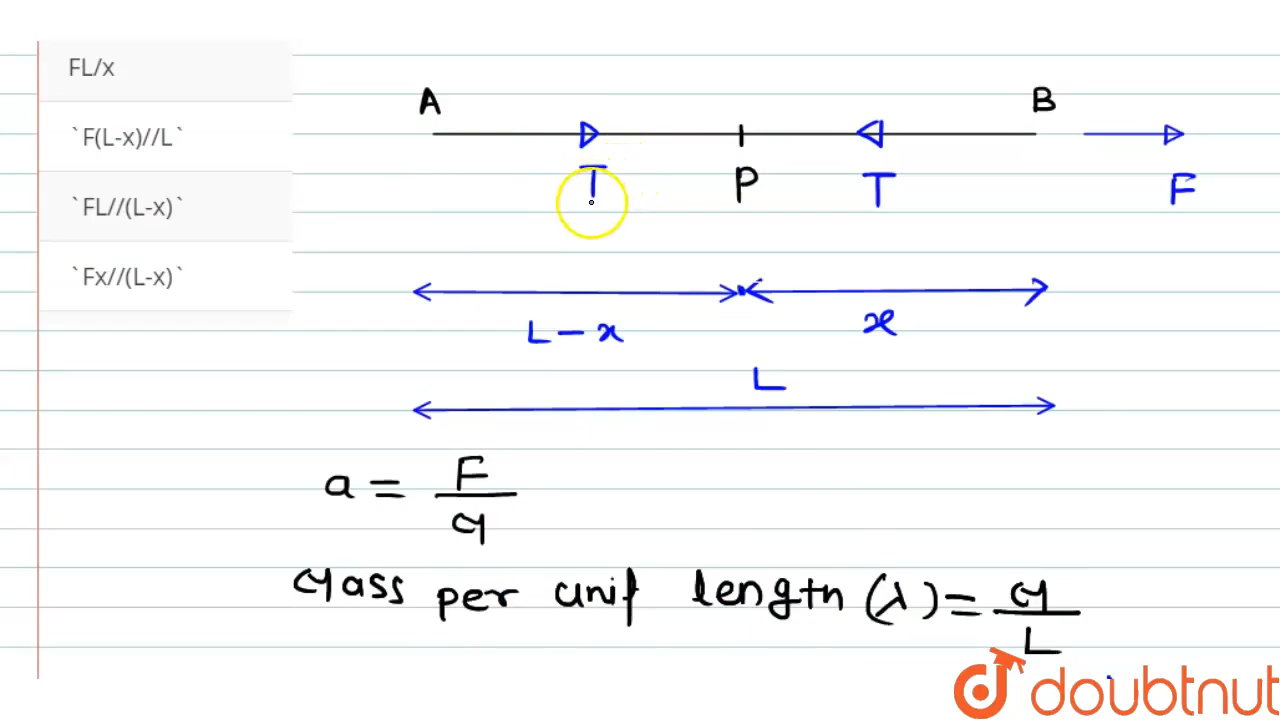 FL/x
`F(L-x)//L`
`FL//(L-x)`
`Fx//(L-x)`
A B
T P T F
L-x x
L
a = F/M
Mass per unit length (λ) = M/L
doubtnut